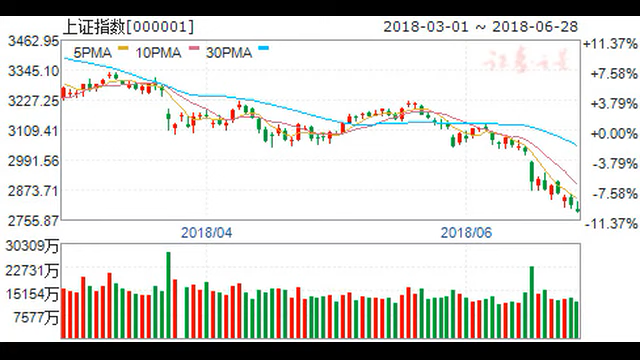 上证指数[000001] 2018-03-01 ~ 2018-06-28
3462.95 5PMA 10PMA 30PMA +11.37%
3345.10 +7.58%
3227.25 +3.79%
3109.41 +0.00%
2991.56 -3.79%
2873.71 -7.58%
2755.87 -11.37%
2018/04 2018/06
30309万
22731万
15154万
7577万